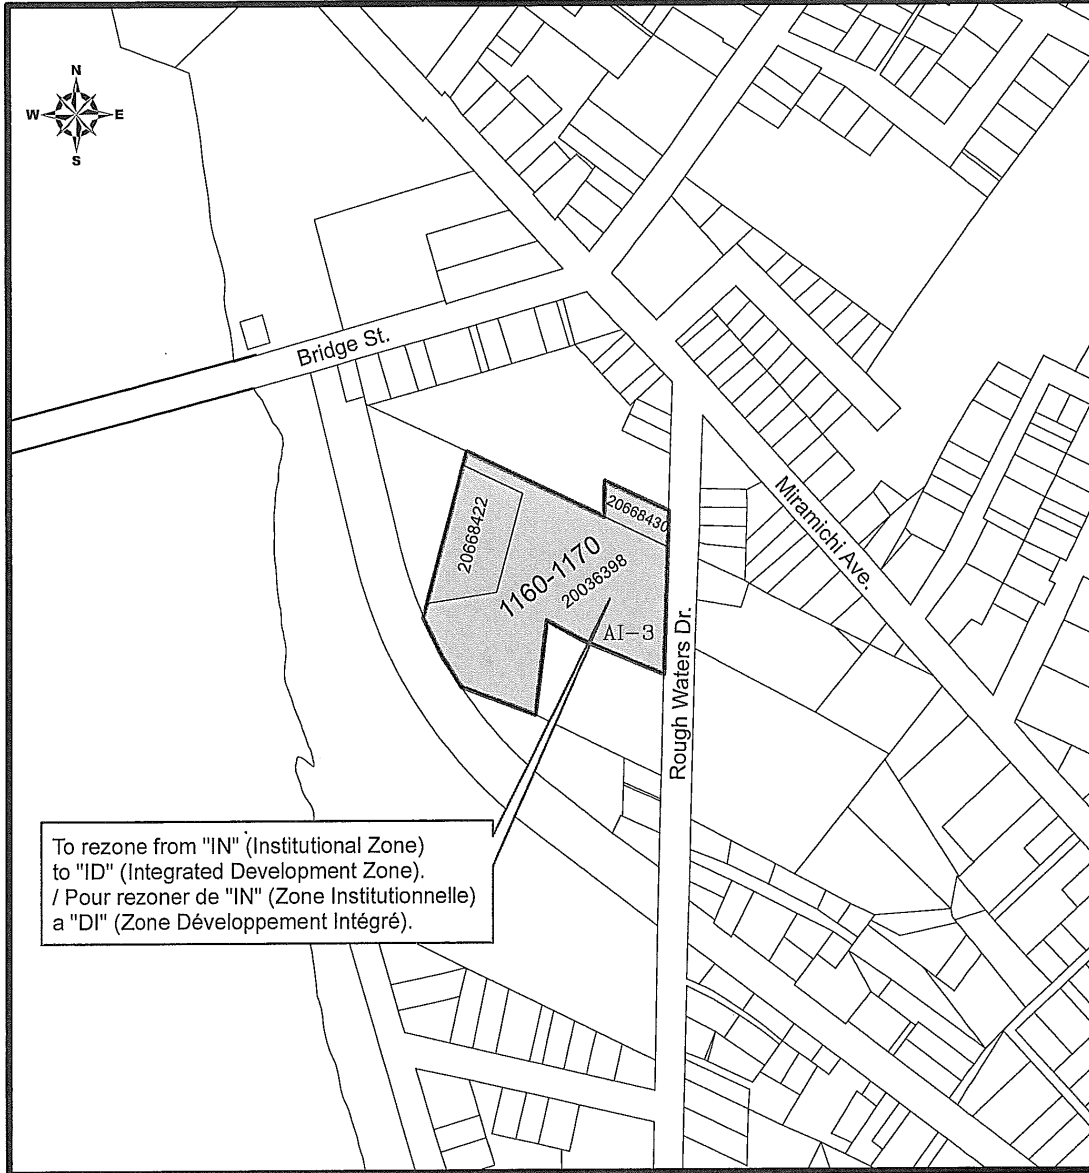 N
W E
S
Bridge St.
Miramichi Ave.
20668422
20668430
1160-1170
20036398
AI-3
Rough Waters Dr.
To rezone from "IN" (Institutional Zone)
to "ID" (Integrated Development Zone).
/ Pour rezoner de "IN" (Zone Institutionnelle)
a "DI" (Zone Développement Intégré).